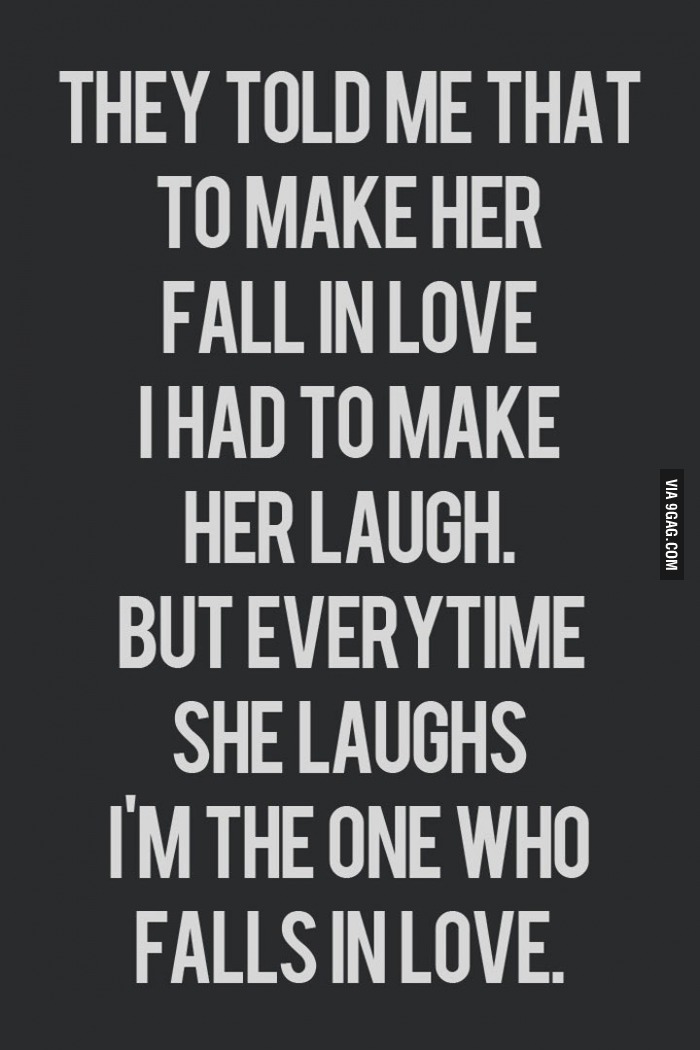 THEY TOLD ME THAT
TO MAKE HER
FALL IN LOVE
I HAD TO MAKE
HER LAUGH.
BUT EVERYTIME
SHE LAUGHS
I'M THE ONE WHO
FALLS IN LOVE.
VIA 9GAG.COM